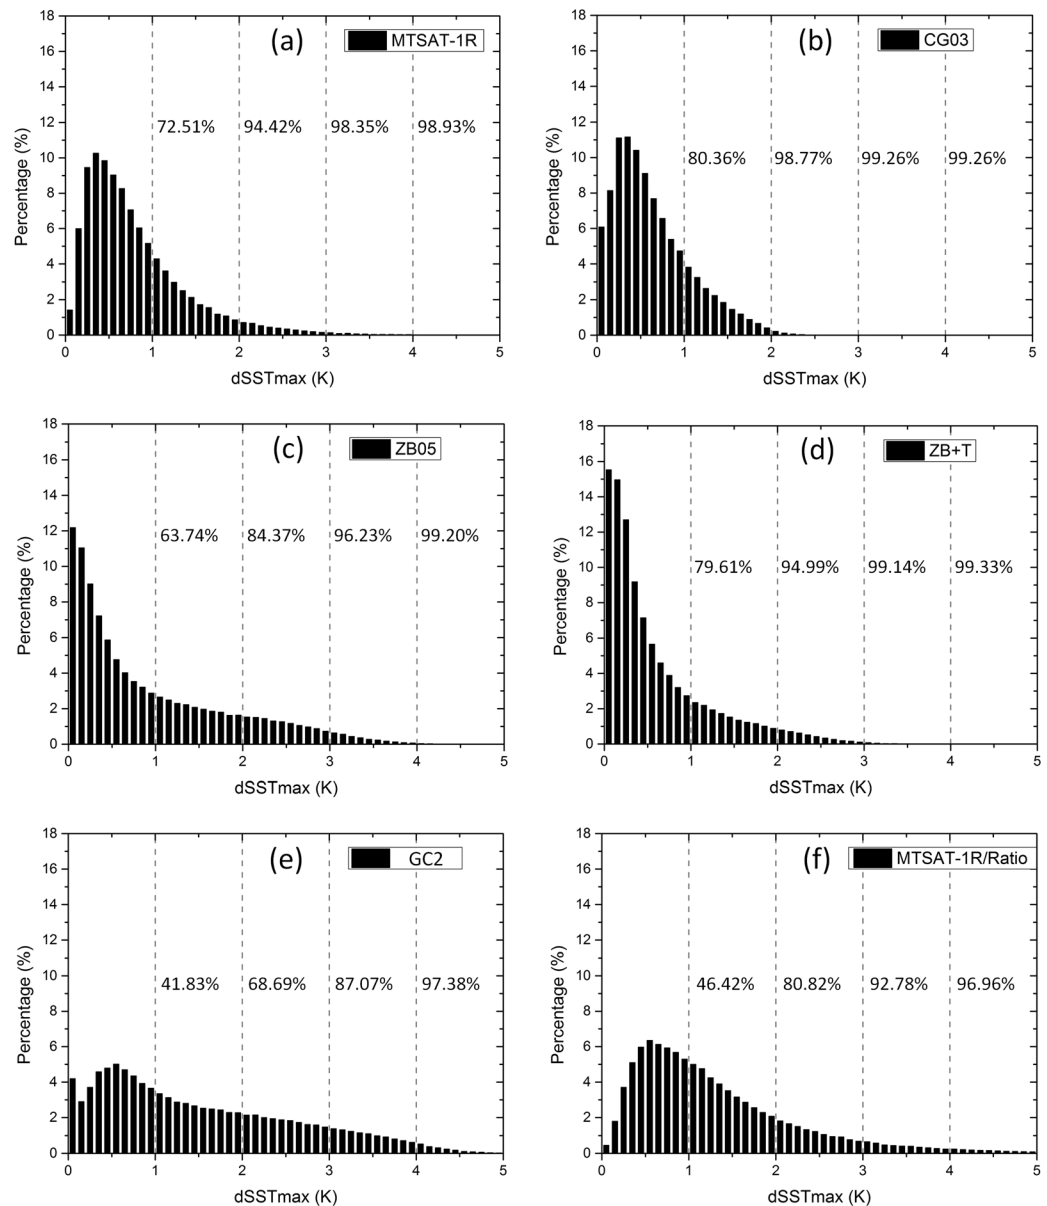 (a)
MTSAT-1R
Percentage (%)
18
16
14
12
10
8
6
4
2
0
72.51% 94.42% 98.35% 98.93%
0 1 2 3 4 5
dSSTmax (K)
(b)
CG03
Percentage (%)
18
16
14
12
10
8
6
4
2
0
80.36% 98.77% 99.26% 99.26%
0 1 2 3 4 5
dSSTmax (K)
(c)
ZB05
Percentage (%)
18
16
14
12
10
8
6
4
2
0
63.74% 84.37% 96.23% 99.20%
0 1 2 3 4 5
dSSTmax (K)
(d)
ZB+T
Percentage (%)
18
16
14
12
10
8
6
4
2
0
79.61% 94.99% 99.14% 99.33%
0 1 2 3 4 5
dSSTmax (K)
(e)
GC2
Percentage (%)
18
16
14
12
10
8
6
4
2
0
41.83% 68.69% 87.07% 97.38%
0 1 2 3 4 5
dSSTmax (K)
(f)
MTSAT-1R/Ratio
Percentage (%)
18
16
14
12
10
8
6
4
2
0
46.42% 80.82% 92.78% 96.96%
0 1 2 3 4 5
dSSTmax (K)